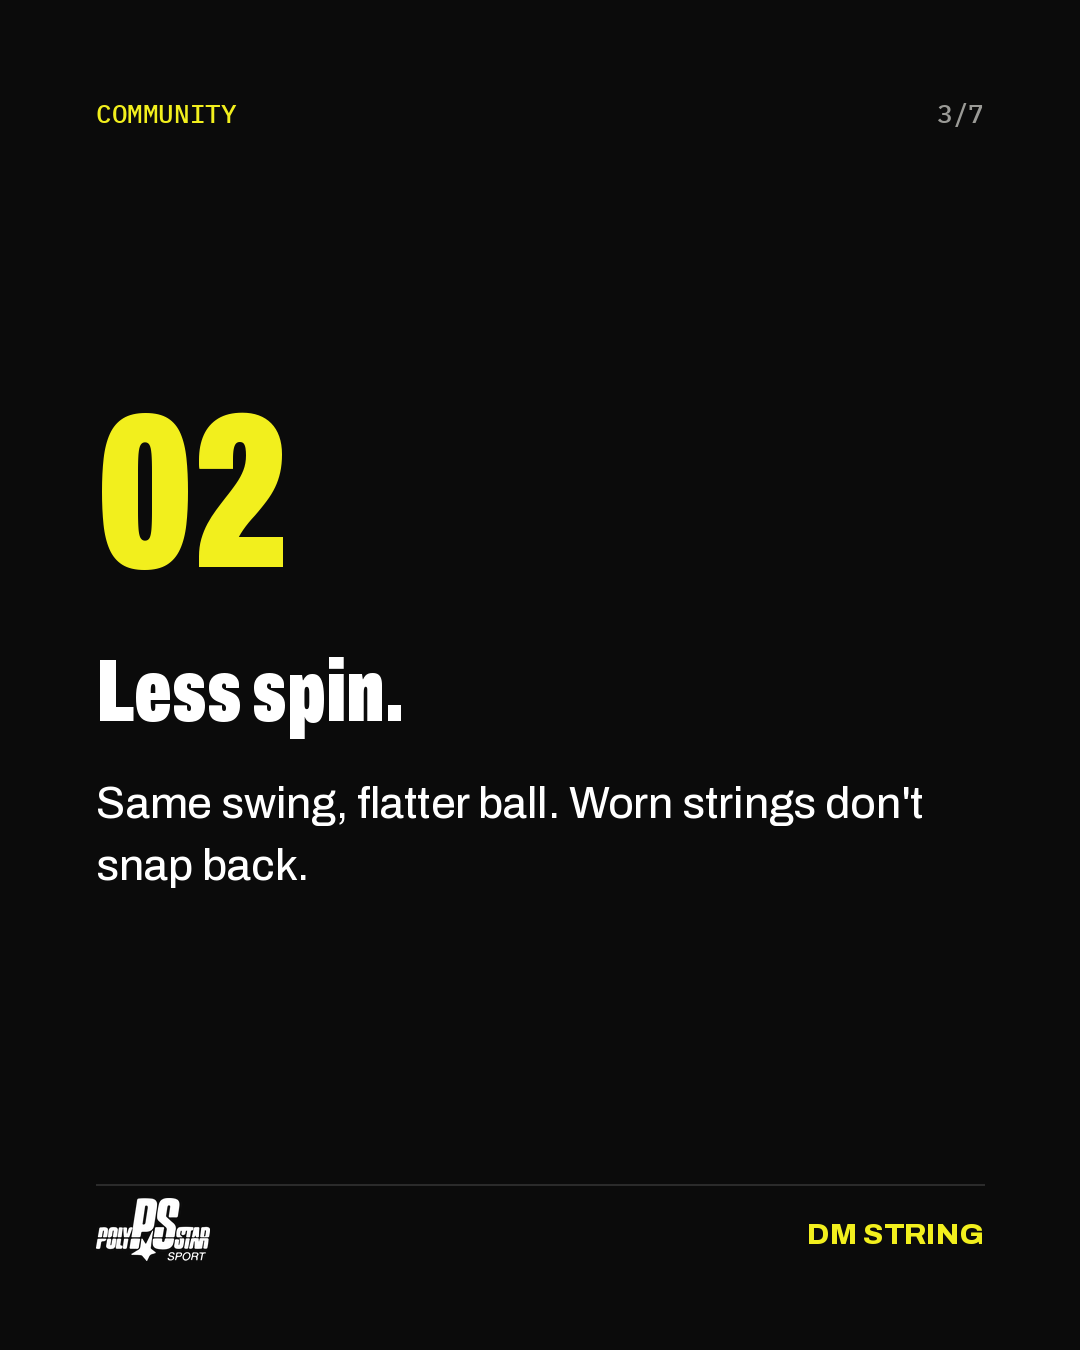 COMMUNITY
3/7
02
Less spin.
Same swing, flatter ball. Worn strings don't
snap back.
POLY PS STAR
SPORT
DM STRING